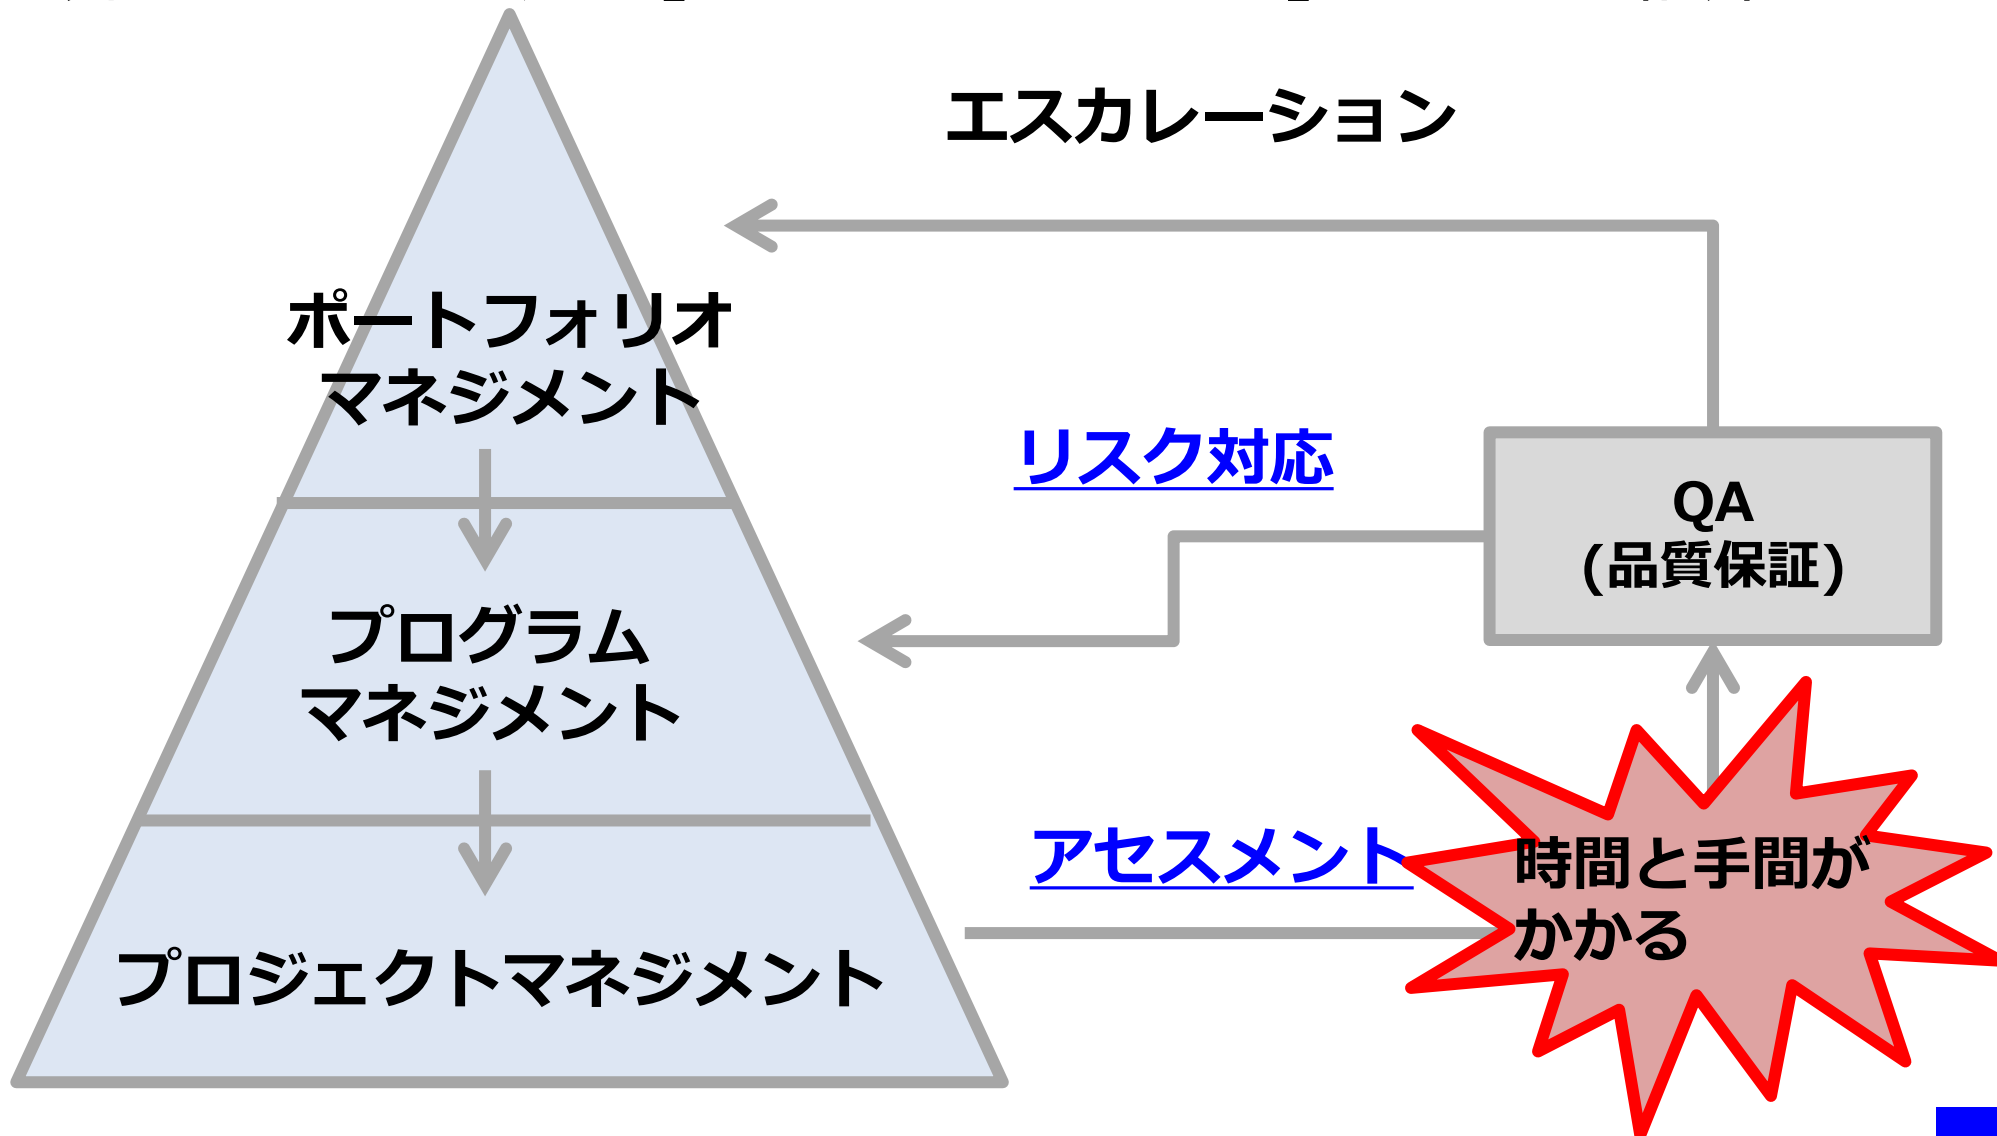 エスカレーション
ポートフォリオ
マネジメント
リスク対応
QA
(品質保証)
プログラム
マネジメント
アセスメント
時間と手間が
かかる
プロジェクトマネジメント